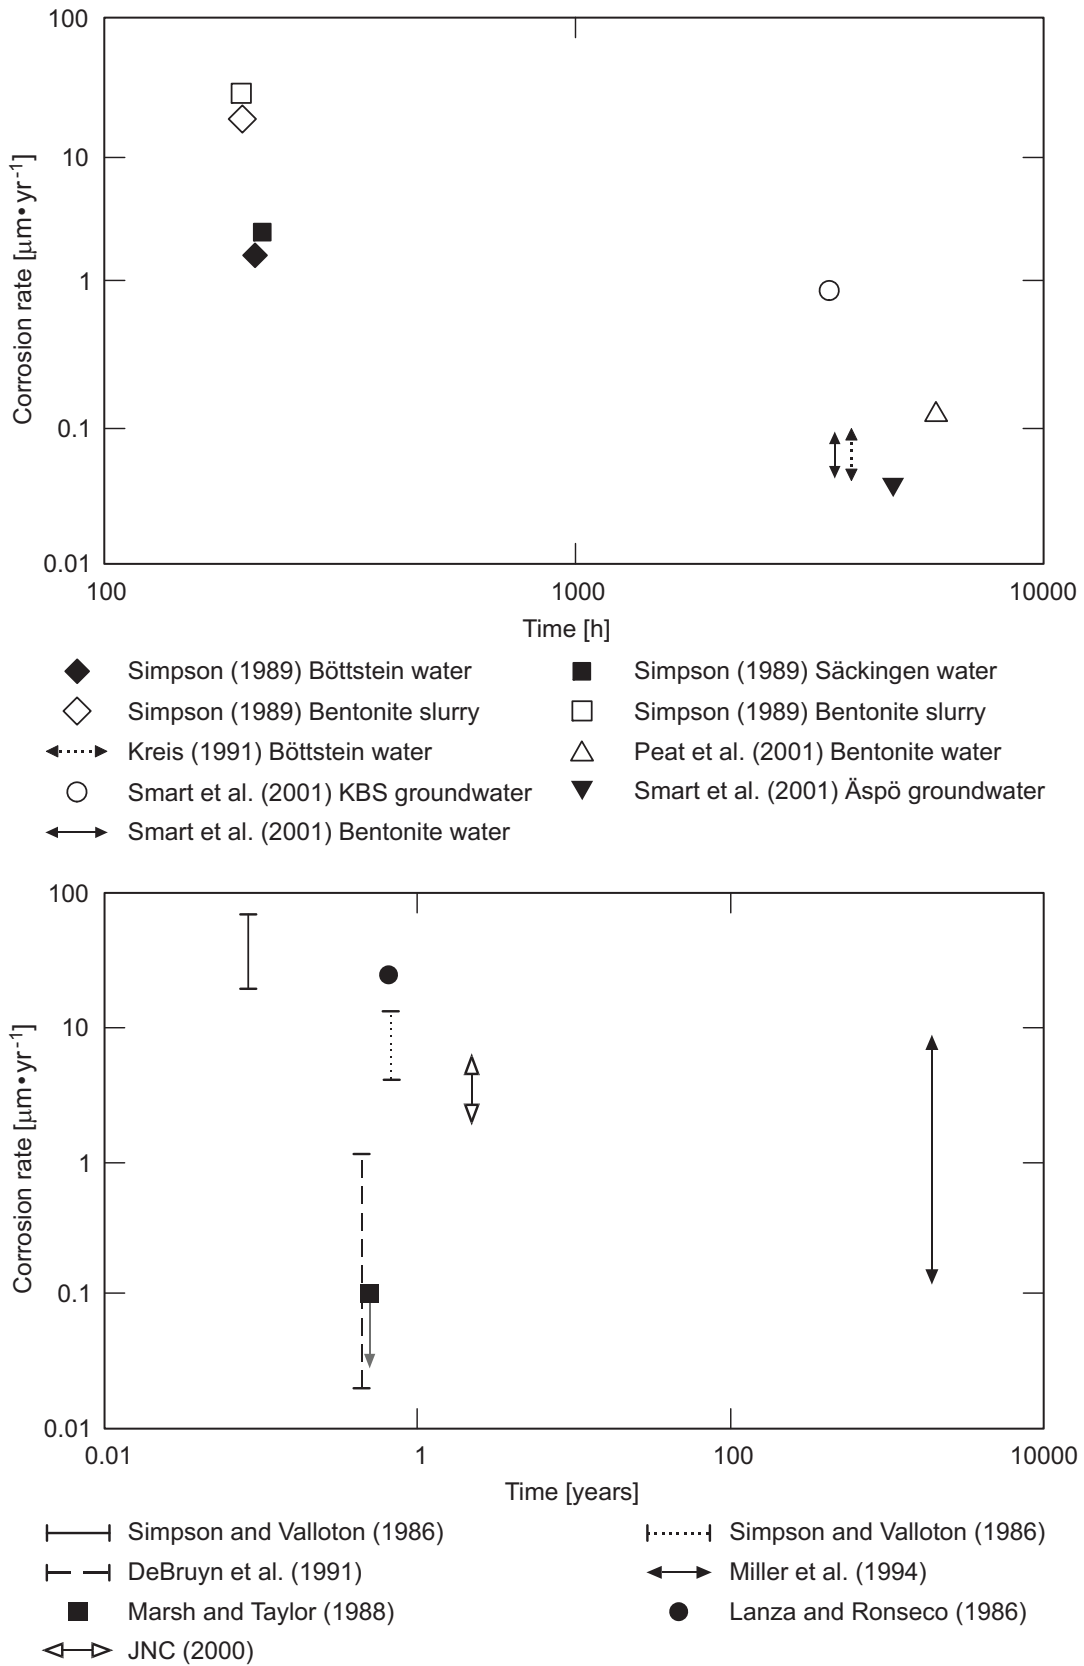 100
10
1
0.1
0.01
Corrosion rate [μm•yr⁻¹]
100 1000 10000
Time [h]
Simpson (1989) Böttstein water
Simpson (1989) Säckingen water
Simpson (1989) Bentonite slurry
Simpson (1989) Bentonite slurry
Kreis (1991) Böttstein water
Peat et al. (2001) Bentonite water
Smart et al. (2001) KBS groundwater
Smart et al. (2001) Äspö groundwater
Smart et al. (2001) Bentonite water
100
10
1
0.1
0.01
Corrosion rate [μm•yr⁻¹]
0.01 1 100 10000
Time [years]
Simpson and Valloton (1986)
Simpson and Valloton (1986)
DeBruyn et al. (1991)
Miller et al. (1994)
Marsh and Taylor (1988)
Lanza and Ronseco (1986)
JNC (2000)